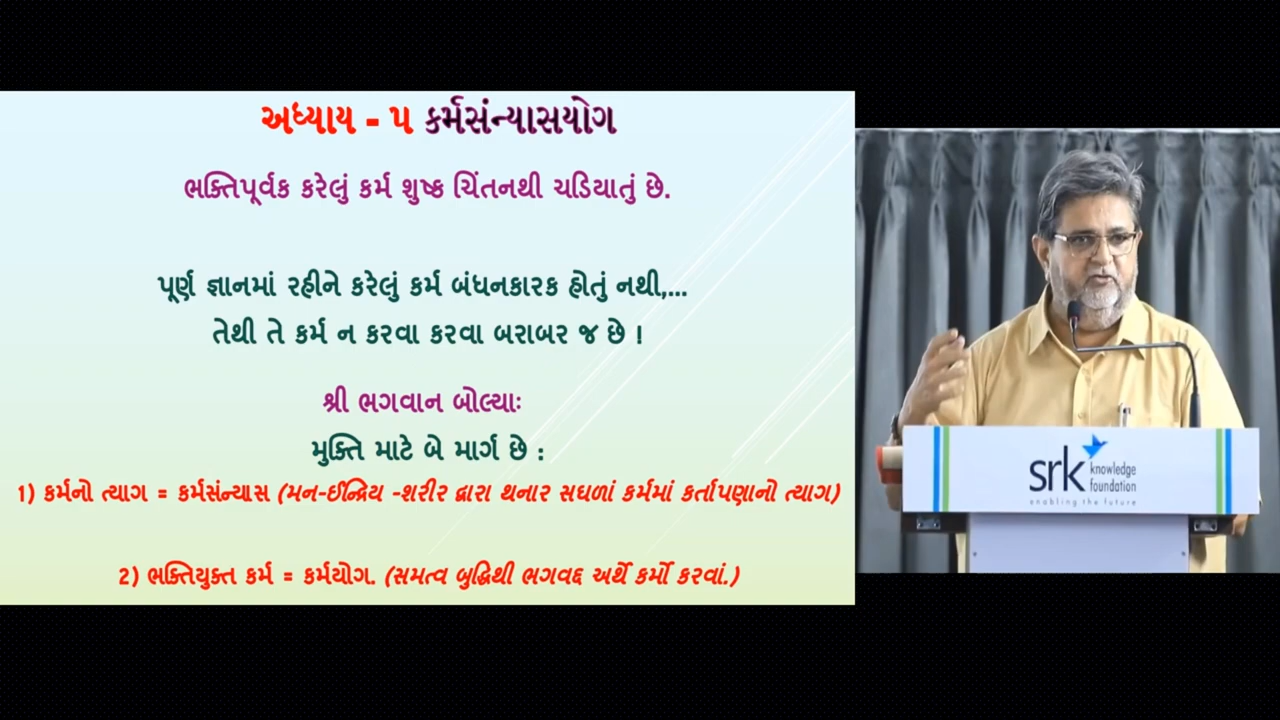 અધ્યાય - ૫ કર્મસંન્યાસયોગ
ભક્તિપૂર્વક કરેલું કર્મ શુષ્ક ચિંતનથી ચડિયાતું છે.
પૂર્ણ જ્ઞાનમાં રહીને કરેલું કર્મ બંધનકારક હોતું નથી,...
તેથી તે કર્મ ન કરવા કરવા બરાબર જ છે !
શ્રી ભગવાન બોલ્યાઃ
મુક્તિ માટે બે માર્ગ છે :
1) કર્મનો ત્યાગ = કર્મસંન્યાસ (મન-ઈન્દ્રિય -શરીર દ્વારા થનાર સઘળાં કર્મમાં કર્તાપણાનો ત્યાગ)
2) ભક્તિયુક્ત કર્મ = કર્મયોગ. (સમત્વ બુદ્ધિથી ભગવદ્દ અર્થે કર્મો કરવાં.)
srk knowledge
foundation
enabling the future